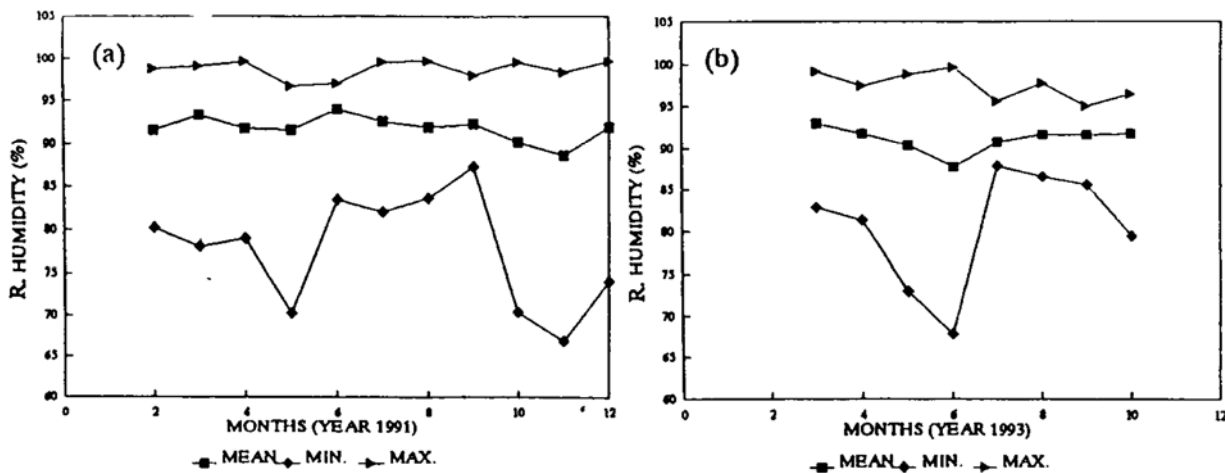 (a)
R. HUMIDITY (%)
105
100
95
90
85
80
75
70
65
60
0 2 4 6 8 10 12
MONTHS (YEAR 1991)
MEAN MIN. MAX.
(b)
R. HUMIDITY (%)
105
100
95
90
85
80
75
70
65
60
0 2 4 6 8 10 12
MONTHS (YEAR 1993)
MEAN MIN. MAX.